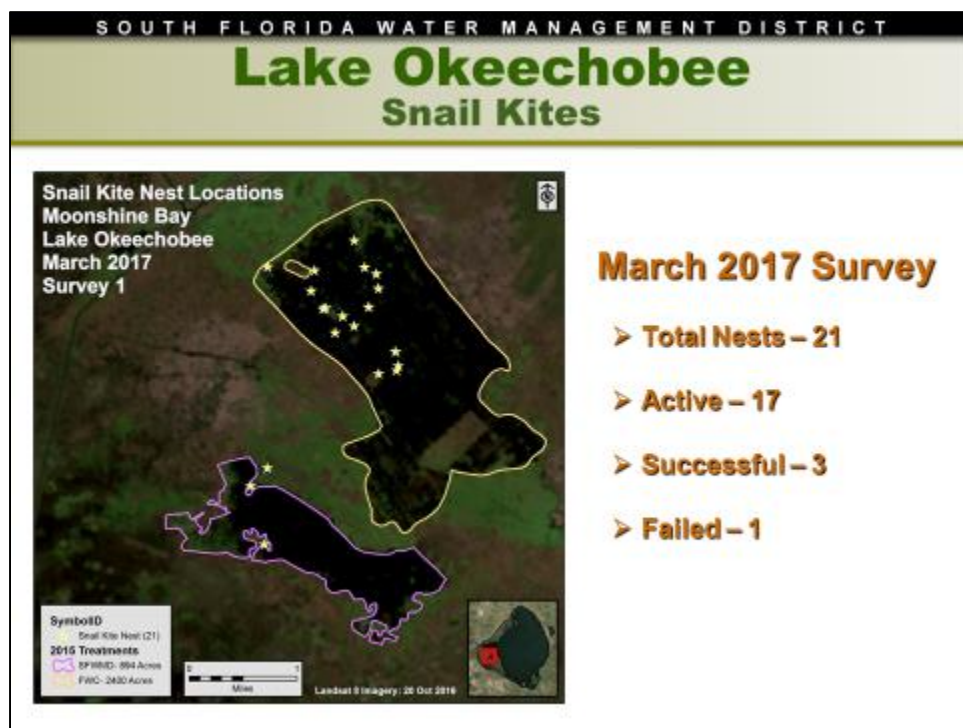 SOUTH FLORIDA WATER MANAGEMENT DISTRICT
Lake Okeechobee
Snail Kites
Snail Kite Nest Locations
Moonshine Bay
Lake Okeechobee
March 2017
Survey 1
March 2017 Survey
➢ Total Nests – 21
➢ Active – 17
➢ Successful – 3
➢ Failed – 1
SymbolID
Snail Kite Nest (21)
2015 Treatments
SFWMD- 894 Acres
FWC- 2400 Acres
0 1
Miles
Landsat 8 Imagery: 20 Oct 2016